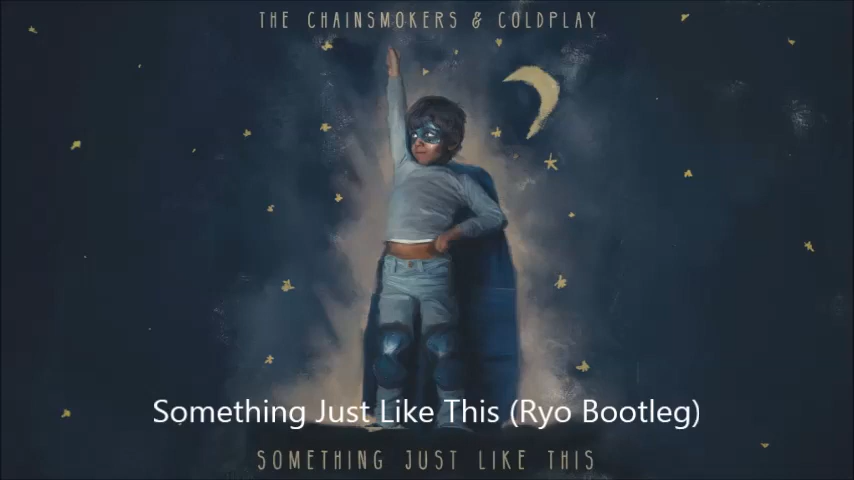 THE CHAINSMOKERS & COLDPLAY
Something Just Like This (Ryo Bootleg)
SOMETHING JUST LIKE THIS